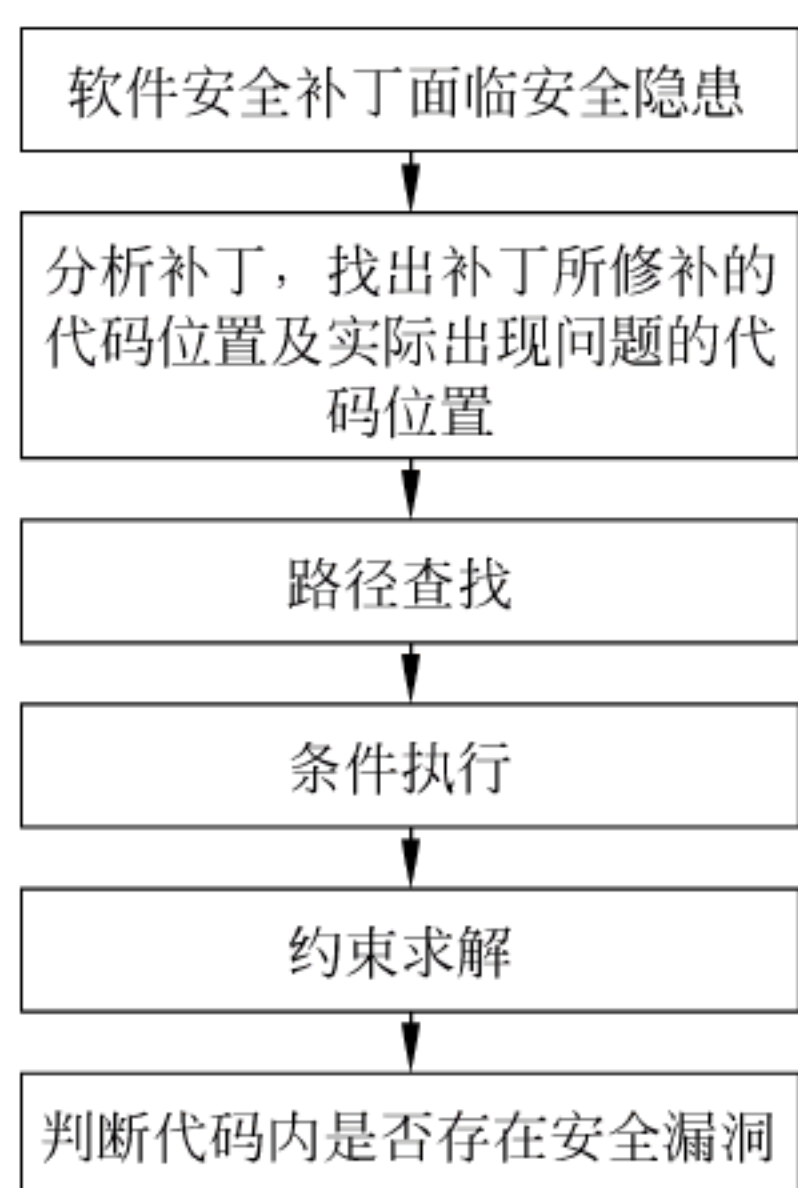 软件安全补丁面临安全隐患
分析补丁，找出补丁所修补的
代码位置及实际出现问题的代
码位置
路径查找
条件执行
约束求解
判断代码内是否存在安全漏洞